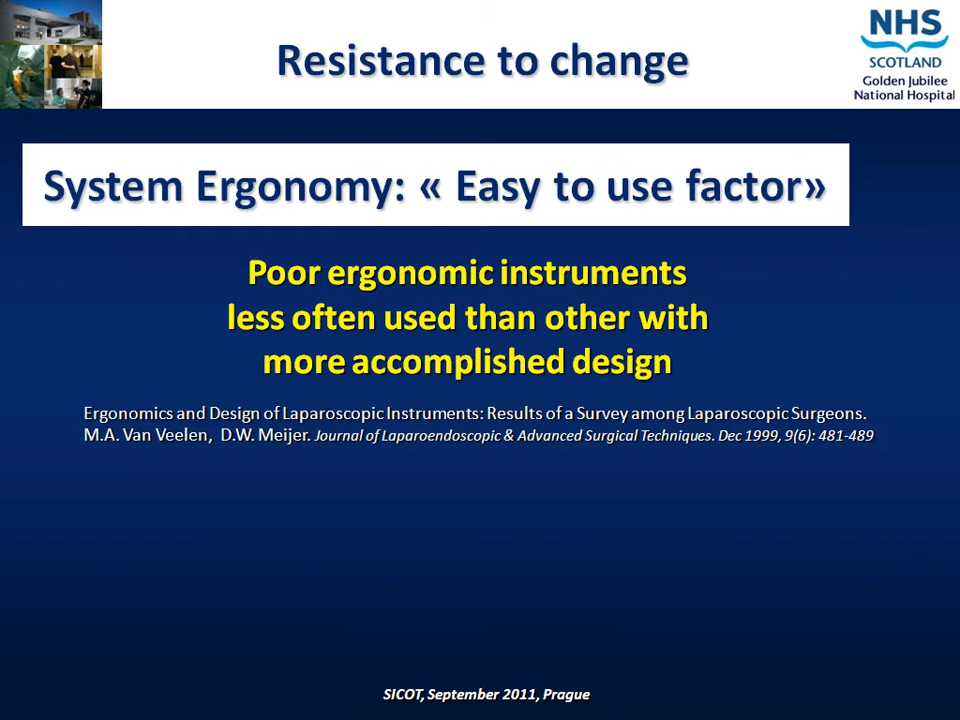 Resistance to change
NHS
SCOTLAND
Golden Jubilee
National Hospital
System Ergonomy: « Easy to use factor»
Poor ergonomic instruments
less often used than other with
more accomplished design
Ergonomics and Design of Laparoscopic Instruments: Results of a Survey among Laparoscopic Surgeons.
M.A. Van Veelen, D.W. Meijer. Journal of Laparoendoscopic & Advanced Surgical Techniques. Dec 1999, 9(6): 481-489
SICOT, September 2011, Prague